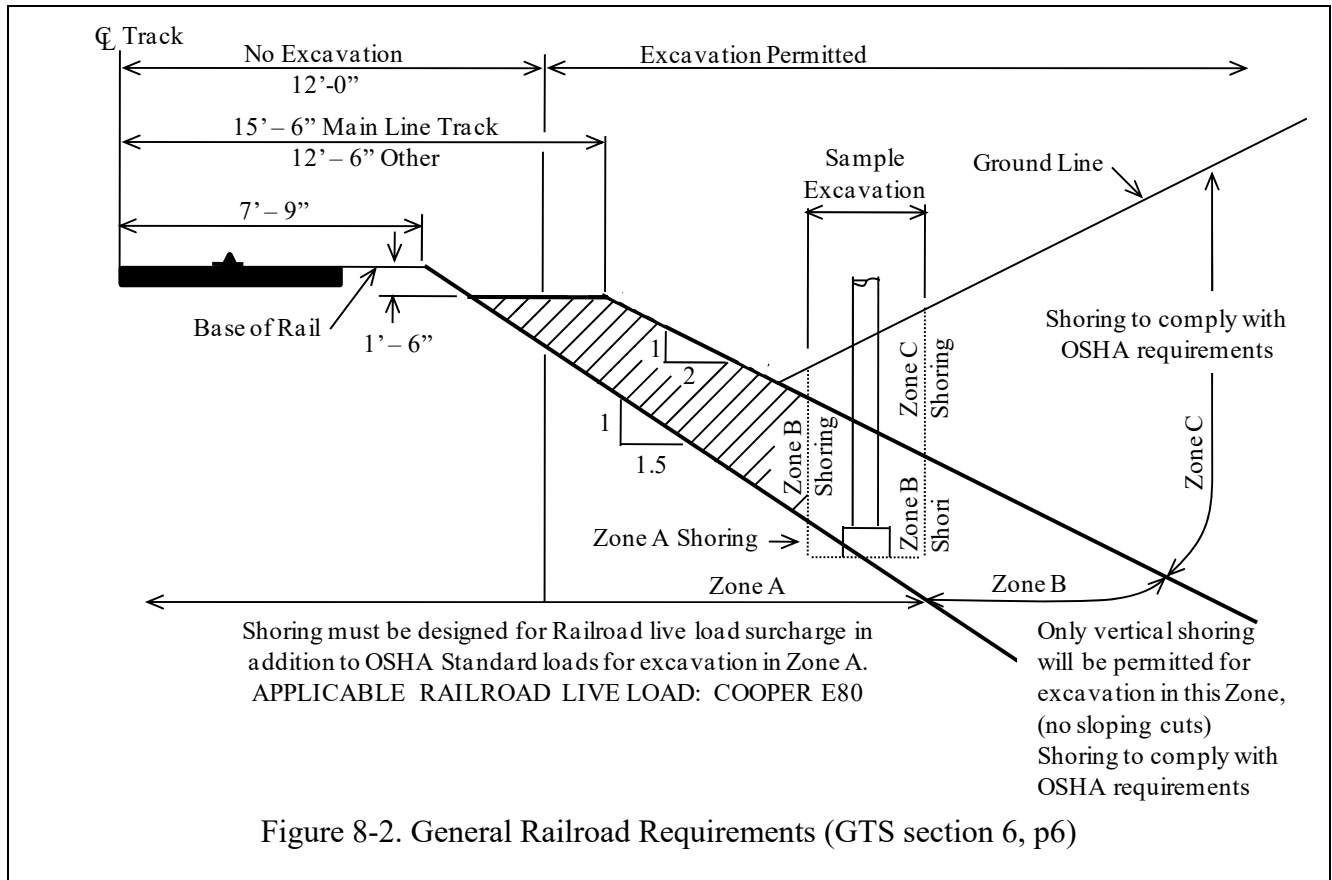 ℄ Track
No Excavation
12’-0”
Excavation Permitted
15’ – 6” Main Line Track
12’ – 6” Other
Sample
Excavation
Ground Line
7’ – 9”
Base of Rail
1’ – 6”
1
2
1
1.5
Zone B
Shoring
Zone C
Shoring
Zone B
Shori
Shoring to comply with
OSHA requirements
Zone C
Zone A Shoring
Zone A
Zone B
Shoring must be designed for Railroad live load surcharge in
addition to OSHA Standard loads for excavation in Zone A.
APPLICABLE RAILROAD LIVE LOAD: COOPER E80
Only vertical shoring
will be permitted for
excavation in this Zone,
(no sloping cuts)
Shoring to comply with
OSHA requirements
Figure 8-2. General Railroad Requirements (GTS section 6, p6)